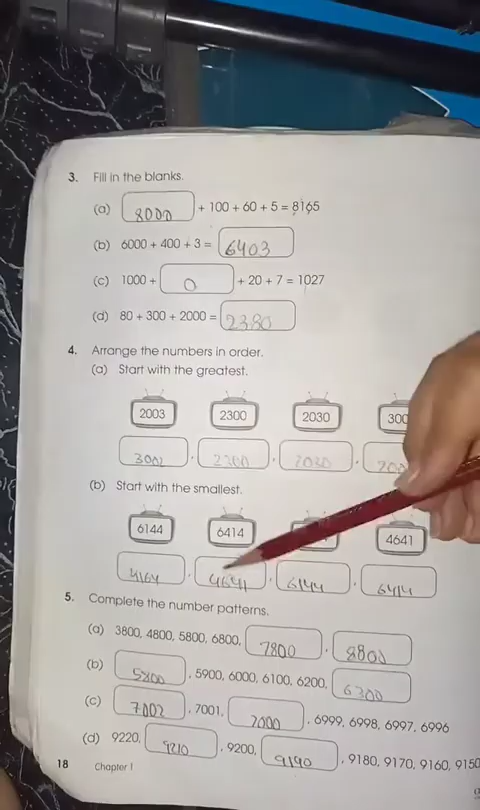 3. Fill in the blanks.
(a) 8000 + 100 + 60 + 5 = 8165
(b) 6000 + 400 + 3 = 6403
(c) 1000 + 0 + 20 + 7 = 1027
(d) 80 + 300 + 2000 = 2380
4. Arrange the numbers in order.
(a) Start with the greatest.
2003 2300 2030 300
3002 , 2300 , 2030 , 200
(b) Start with the smallest.
6144 6414 4641
4164 , 4641 , 6144 , 6414
5. Complete the number patterns.
(a) 3800, 4800, 5800, 6800, 7800 , 8800
(b) 5800 , 5900, 6000, 6100, 6200, 6300
(c) 7002 , 7001, 7000 , 6999, 6998, 6997, 6996
(d) 9220, 9210 , 9200, 9190 , 9180, 9170, 9160, 9150
18 Chapter 1